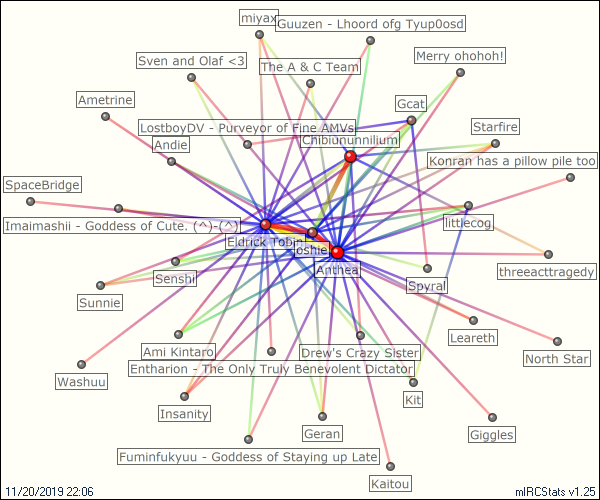 miyax
Guuzen - Lhoord ofg Tyup0osd
Merry ohohoh!
Sven and Olaf <3
The A & C Team
Ametrine
Gcat
LostboyDV - Purveyor of Fine AMVs
Starfire
Chibiununnilium
Andie
Konran has a pillow pile too
SpaceBridge
Imaimashii - Goddess of Cute. (^)-(^)
littlecog
Eldrick Tobin
Joshie
Anthea
threeacttragedy
Senshi
Spyral
Sunnie
Leareth
Ami Kintaro
Drew's Crazy Sister
North Star
Entharion - The Only Truly Benevolent Dictator
Washuu
Kit
Insanity
Geran
Giggles
Fuminfukyuu - Goddess of Staying up Late
Kaitou
11/20/2019 22:06
mIRCStats v1.25